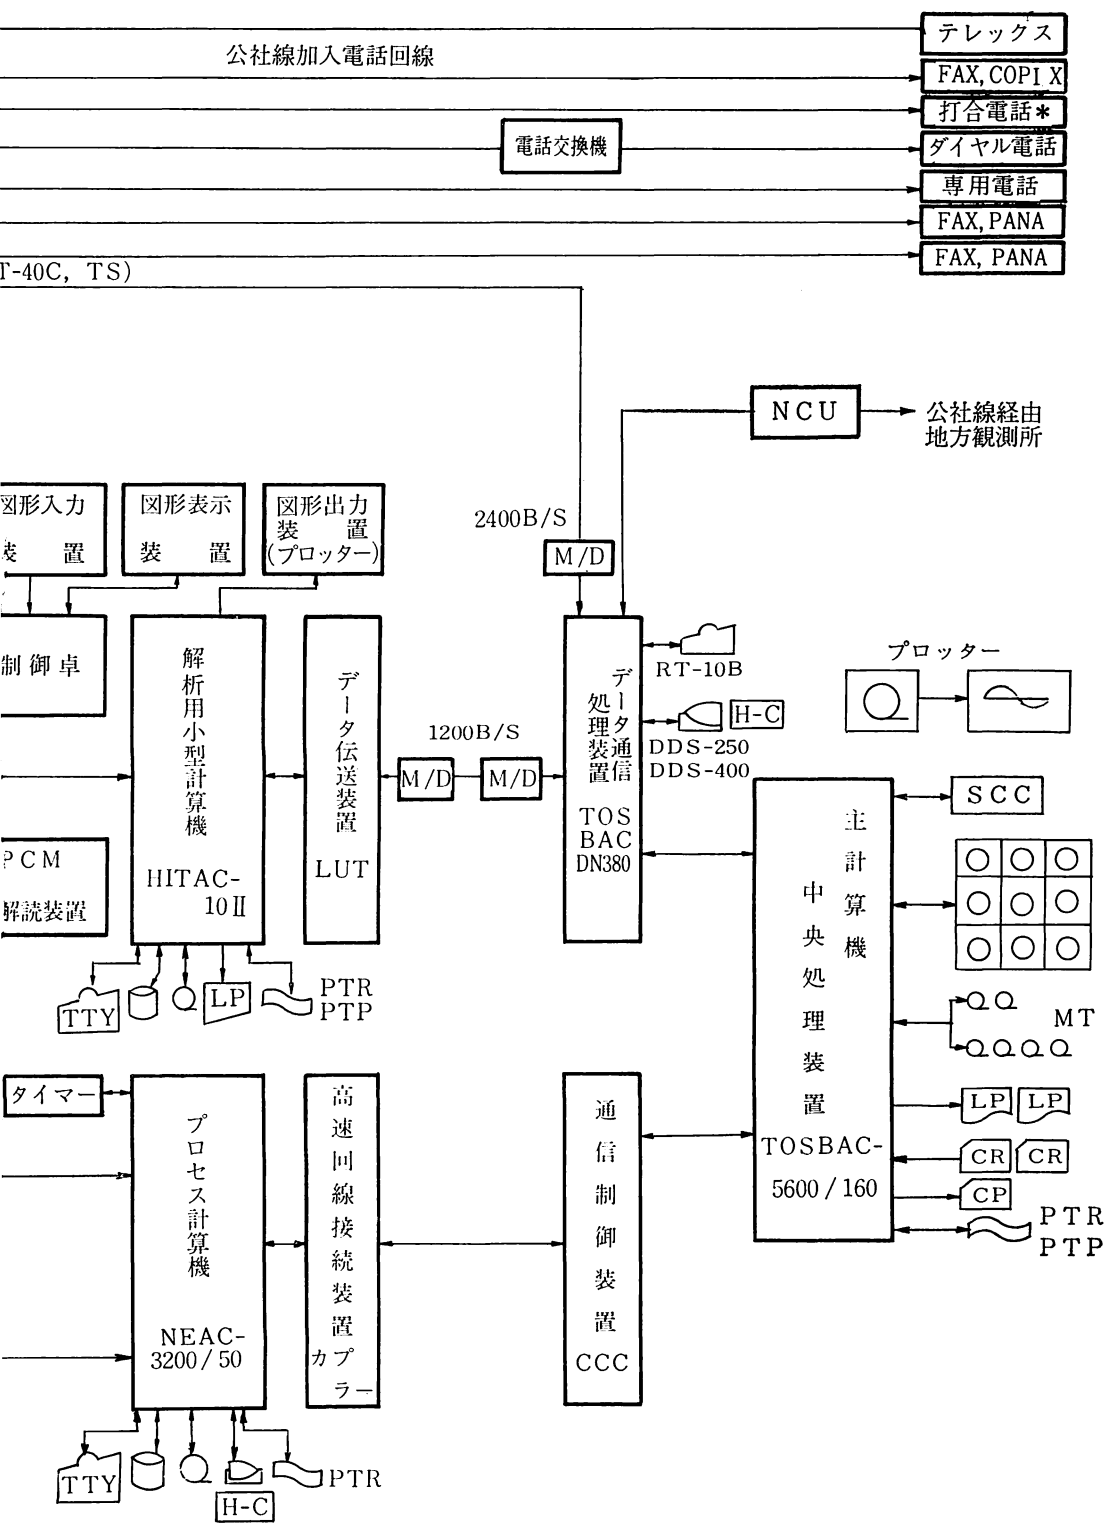 テレックス
公社線加入電話回線
FAX, COPIX
打合電話*
電話交換機
ダイヤル電話
専用電話
FAX, PANA
FAX, PANA
T-40C, TS)
NCU
公社線経由
地方観測所
図形入力
装置
図形表示
装置
図形出力
装置
(プロッター)
2400B/S
M/D
制御卓
解析用小型計算機
HITAC-
10Ⅱ
データ伝送装置
LUT
1200B/S
M/D
M/D
データ通信
処理装置
TOS
BAC
DN380
RT-10B
H-C
DDS-250
DDS-400
プロッター
PCM
解読装置
主計算機
中央処理装置
TOSBAC-
5600/160
SCC
MT
LP
LP
CR
CR
CP
PTR
PTP
TTY
LP
PTR
PTP
タイマー
プロセス計算機
NEAC-
3200/50
高速回線接続装置
カプ
ラー
通信制御装置
CCC
TTY
H-C
PTR